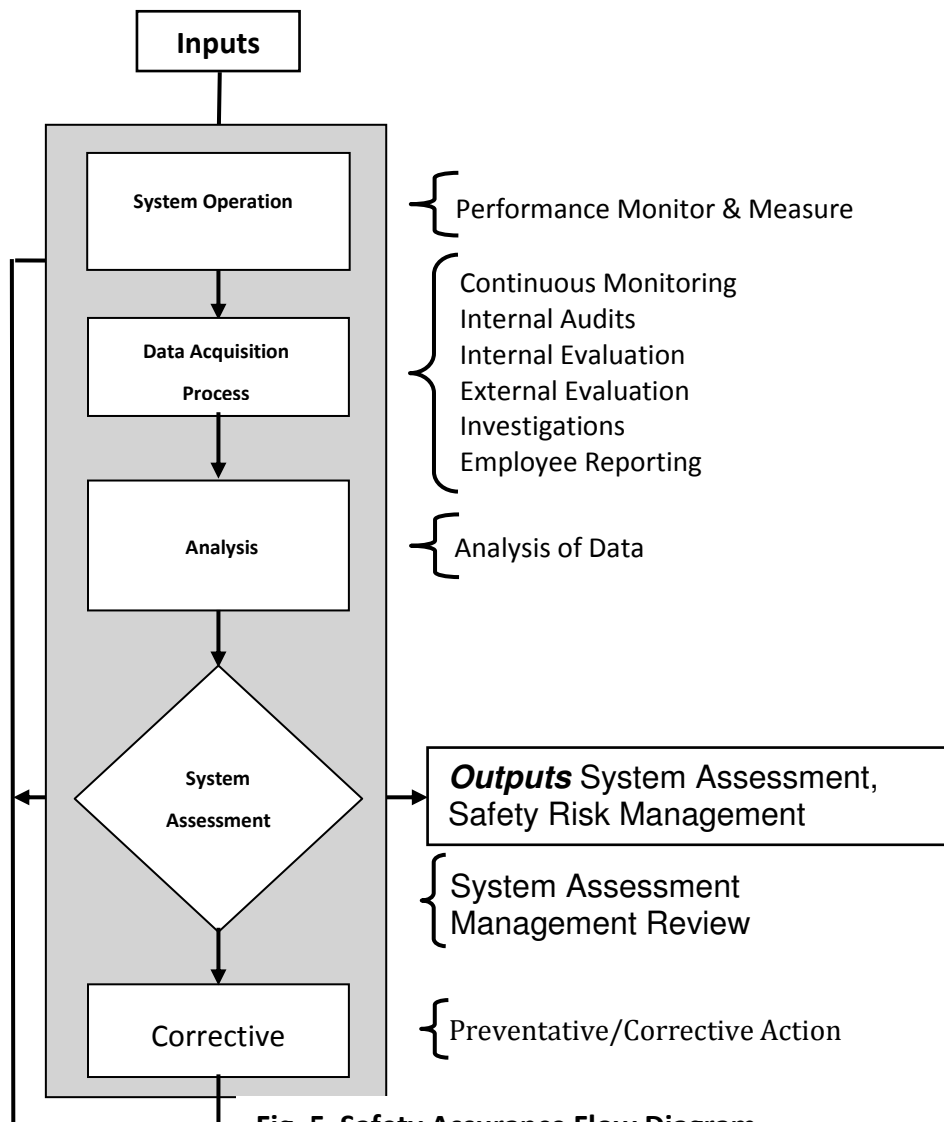 Inputs
System Operation
Performance Monitor & Measure
Continuous Monitoring
Internal Audits
Internal Evaluation
External Evaluation
Investigations
Employee Reporting
Data Acquisition
Process
Analysis
Analysis of Data
System
Assessment
Outputs System Assessment,
Safety Risk Management
System Assessment
Management Review
Corrective
Preventative/Corrective Action
Fig. 5 Safety Assurance Flow Diagram